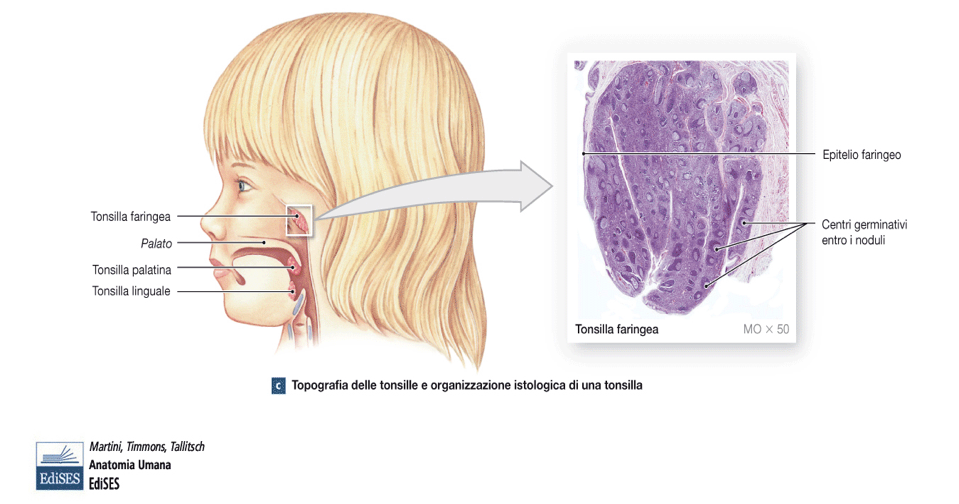 Tonsilla faringea
Palato
Tonsilla palatina
Tonsilla linguale
Epitelio faringeo
Centri germinativi
entro i noduli
Tonsilla faringea MO × 50
c Topografia delle tonsille e organizzazione istologica di una tonsilla
EdiSES
Martini, Timmons, Tallitsch
Anatomia Umana
EdiSES